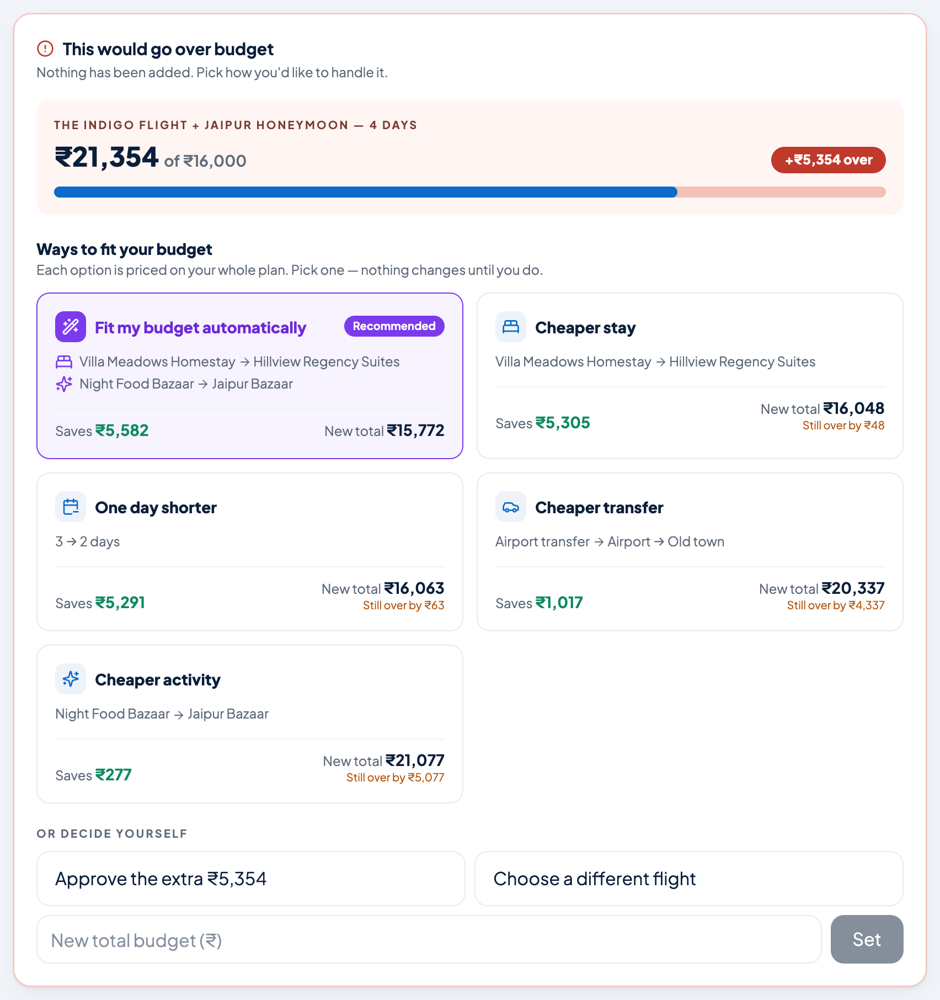 This would go over budget
Nothing has been added. Pick how you'd like to handle it.
THE INDIGO FLIGHT + JAIPUR HONEYMOON — 4 DAYS
₹21,354 of ₹16,000
+₹5,354 over
Ways to fit your budget
Each option is priced on your whole plan. Pick one — nothing changes until you do.
Fit my budget automatically
Recommended
Villa Meadows Homestay → Hillview Regency Suites
Night Food Bazaar → Jaipur Bazaar
Saves ₹5,582
New total ₹15,772
Cheaper stay
Villa Meadows Homestay → Hillview Regency Suites
Saves ₹5,305
New total ₹16,048
Still over by ₹48
One day shorter
3 → 2 days
Saves ₹5,291
New total ₹16,063
Still over by ₹63
Cheaper transfer
Airport transfer → Airport → Old town
Saves ₹1,017
New total ₹20,337
Still over by ₹4,337
Cheaper activity
Night Food Bazaar → Jaipur Bazaar
Saves ₹277
New total ₹21,077
Still over by ₹5,077
OR DECIDE YOURSELF
Approve the extra ₹5,354
Choose a different flight
New total budget (₹)
Set